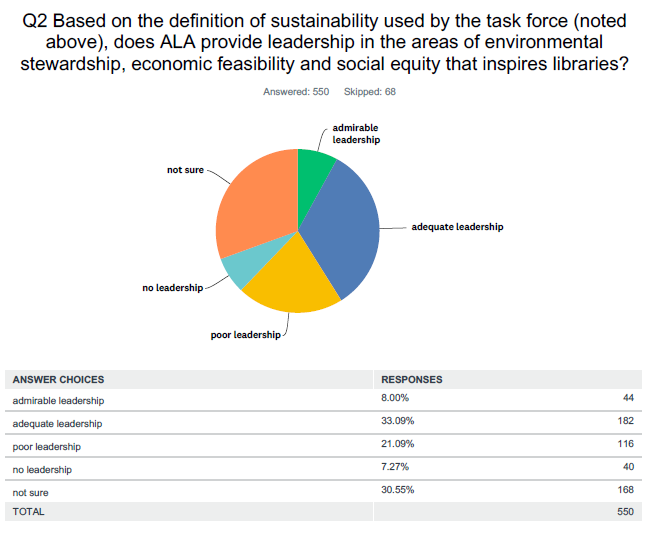 Q2 Based on the definition of sustainability used by the task force (noted
above), does ALA provide leadership in the areas of environmental
stewardship, economic feasibility and social equity that inspires libraries?
Answered: 550 Skipped: 68
admirable
leadership
not sure
adequate leadership
no leadership
poor leadership
ANSWER CHOICES RESPONSES
admirable leadership 8.00% 44
adequate leadership 33.09% 182
poor leadership 21.09% 116
no leadership 7.27% 40
not sure 30.55% 168
TOTAL 550